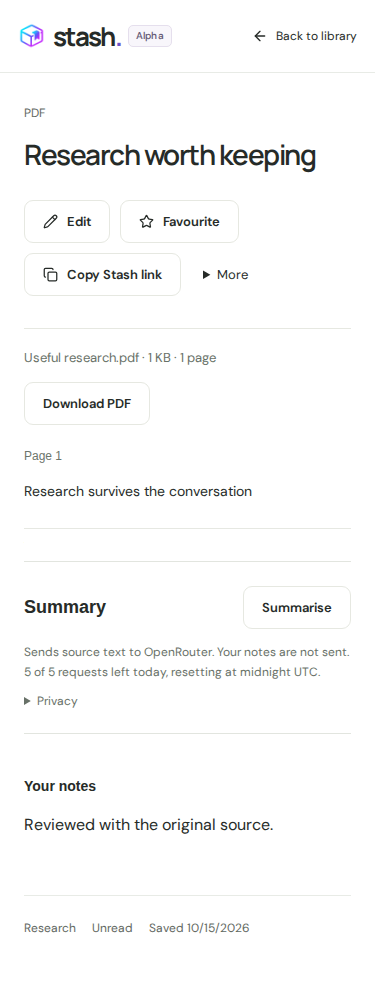 stash. Alpha Back to library
PDF
Research worth keeping
Edit Favourite
Copy Stash link More
Useful research.pdf · 1 KB · 1 page
Download PDF
Page 1
Research survives the conversation
Summary Summarise
Sends source text to OpenRouter. Your notes are not sent.
5 of 5 requests left today, resetting at midnight UTC.
Privacy
Your notes
Reviewed with the original source.
Research Unread Saved 10/15/2026